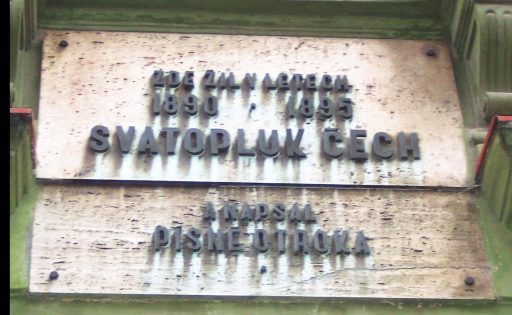 ZDE ŽIL V LETECH
1890 - 1895
SVATOPLUK ČECH
A NAPSAL
PÍSNĚ OTROKA